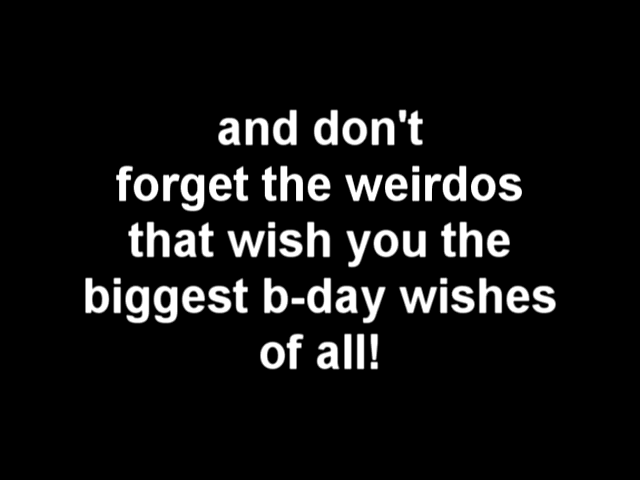 and don't
forget the weirdos
that wish you the
biggest b-day wishes
of all!